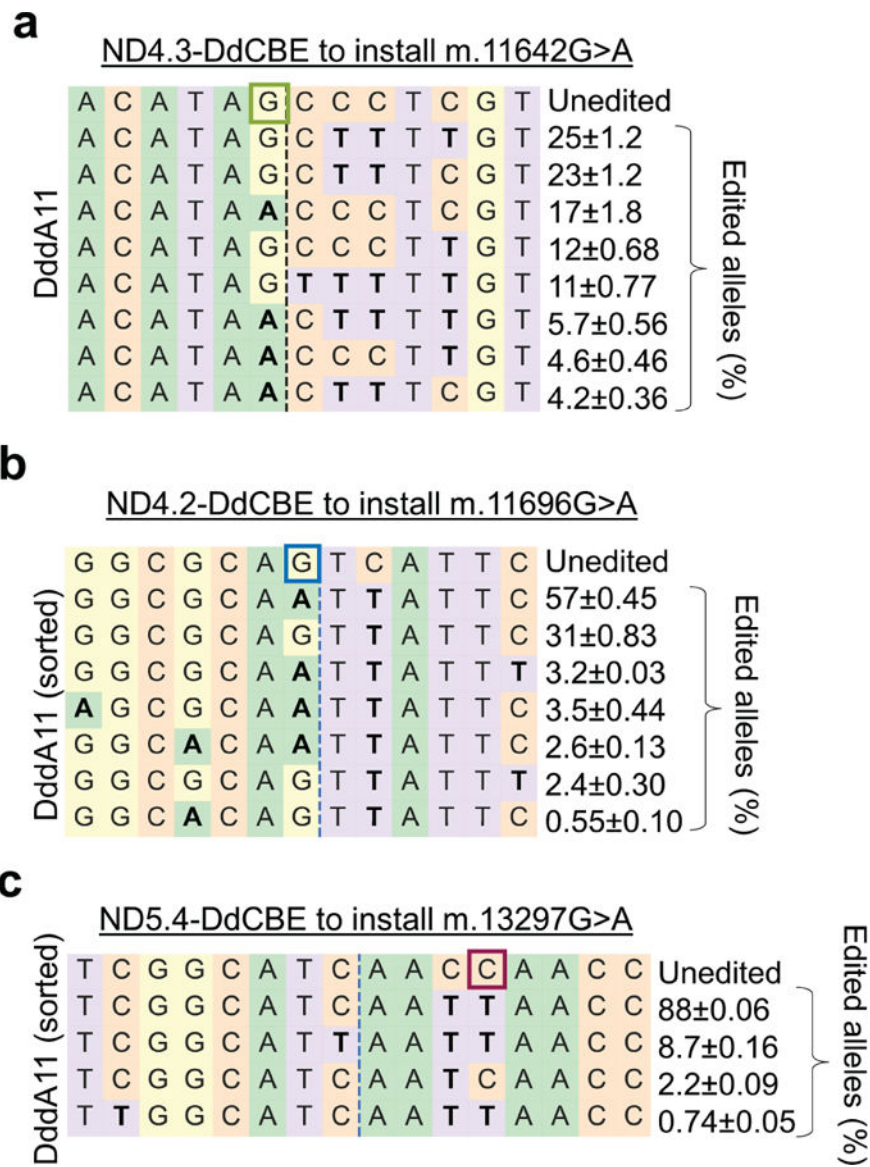 a
ND4.3-DdCBE to install m.11642G>A
DddA11
A C A T A G C C C T C G T Unedited
A C A T A G C T T T T G T 25±1.2
A C A T A G C T T T C G T 23±1.2
A C A T A A C C C T C G T 17±1.8
A C A T A G C C C T T G T 12±0.68
A C A T A G T T T T T G T 11±0.77
A C A T A A C T T T T G T 5.7±0.56
A C A T A A C C C T T G T 4.6±0.46
A C A T A A C T T T C G T 4.2±0.36
Edited alleles (%)
b
ND4.2-DdCBE to install m.11696G>A
DddA11 (sorted)
G G C G C A G T C A T T C Unedited
G G C G C A A T T A T T C 57±0.45
G G C G C A G T T A T T C 31±0.83
G G C G C A A T T A T T T 3.2±0.03
A G C G C A A T T A T T C 3.5±0.44
G G C A C A A T T A T T C 2.6±0.13
G G C G C A G T T A T T T 2.4±0.30
G G C A C A G T T A T T C 0.55±0.10
Edited alleles (%)
c
ND5.4-DdCBE to install m.13297G>A
DddA11 (sorted)
T C G G C A T C A A C C A A C C Unedited
T C G G C A T C A A T T A A C C 88±0.06
T C G G C A T T A A T T A A C C 8.7±0.16
T C G G C A T C A A T C A A C C 2.2±0.09
T T G G C A T C A A T T A A C C 0.74±0.05
Edited alleles (%)